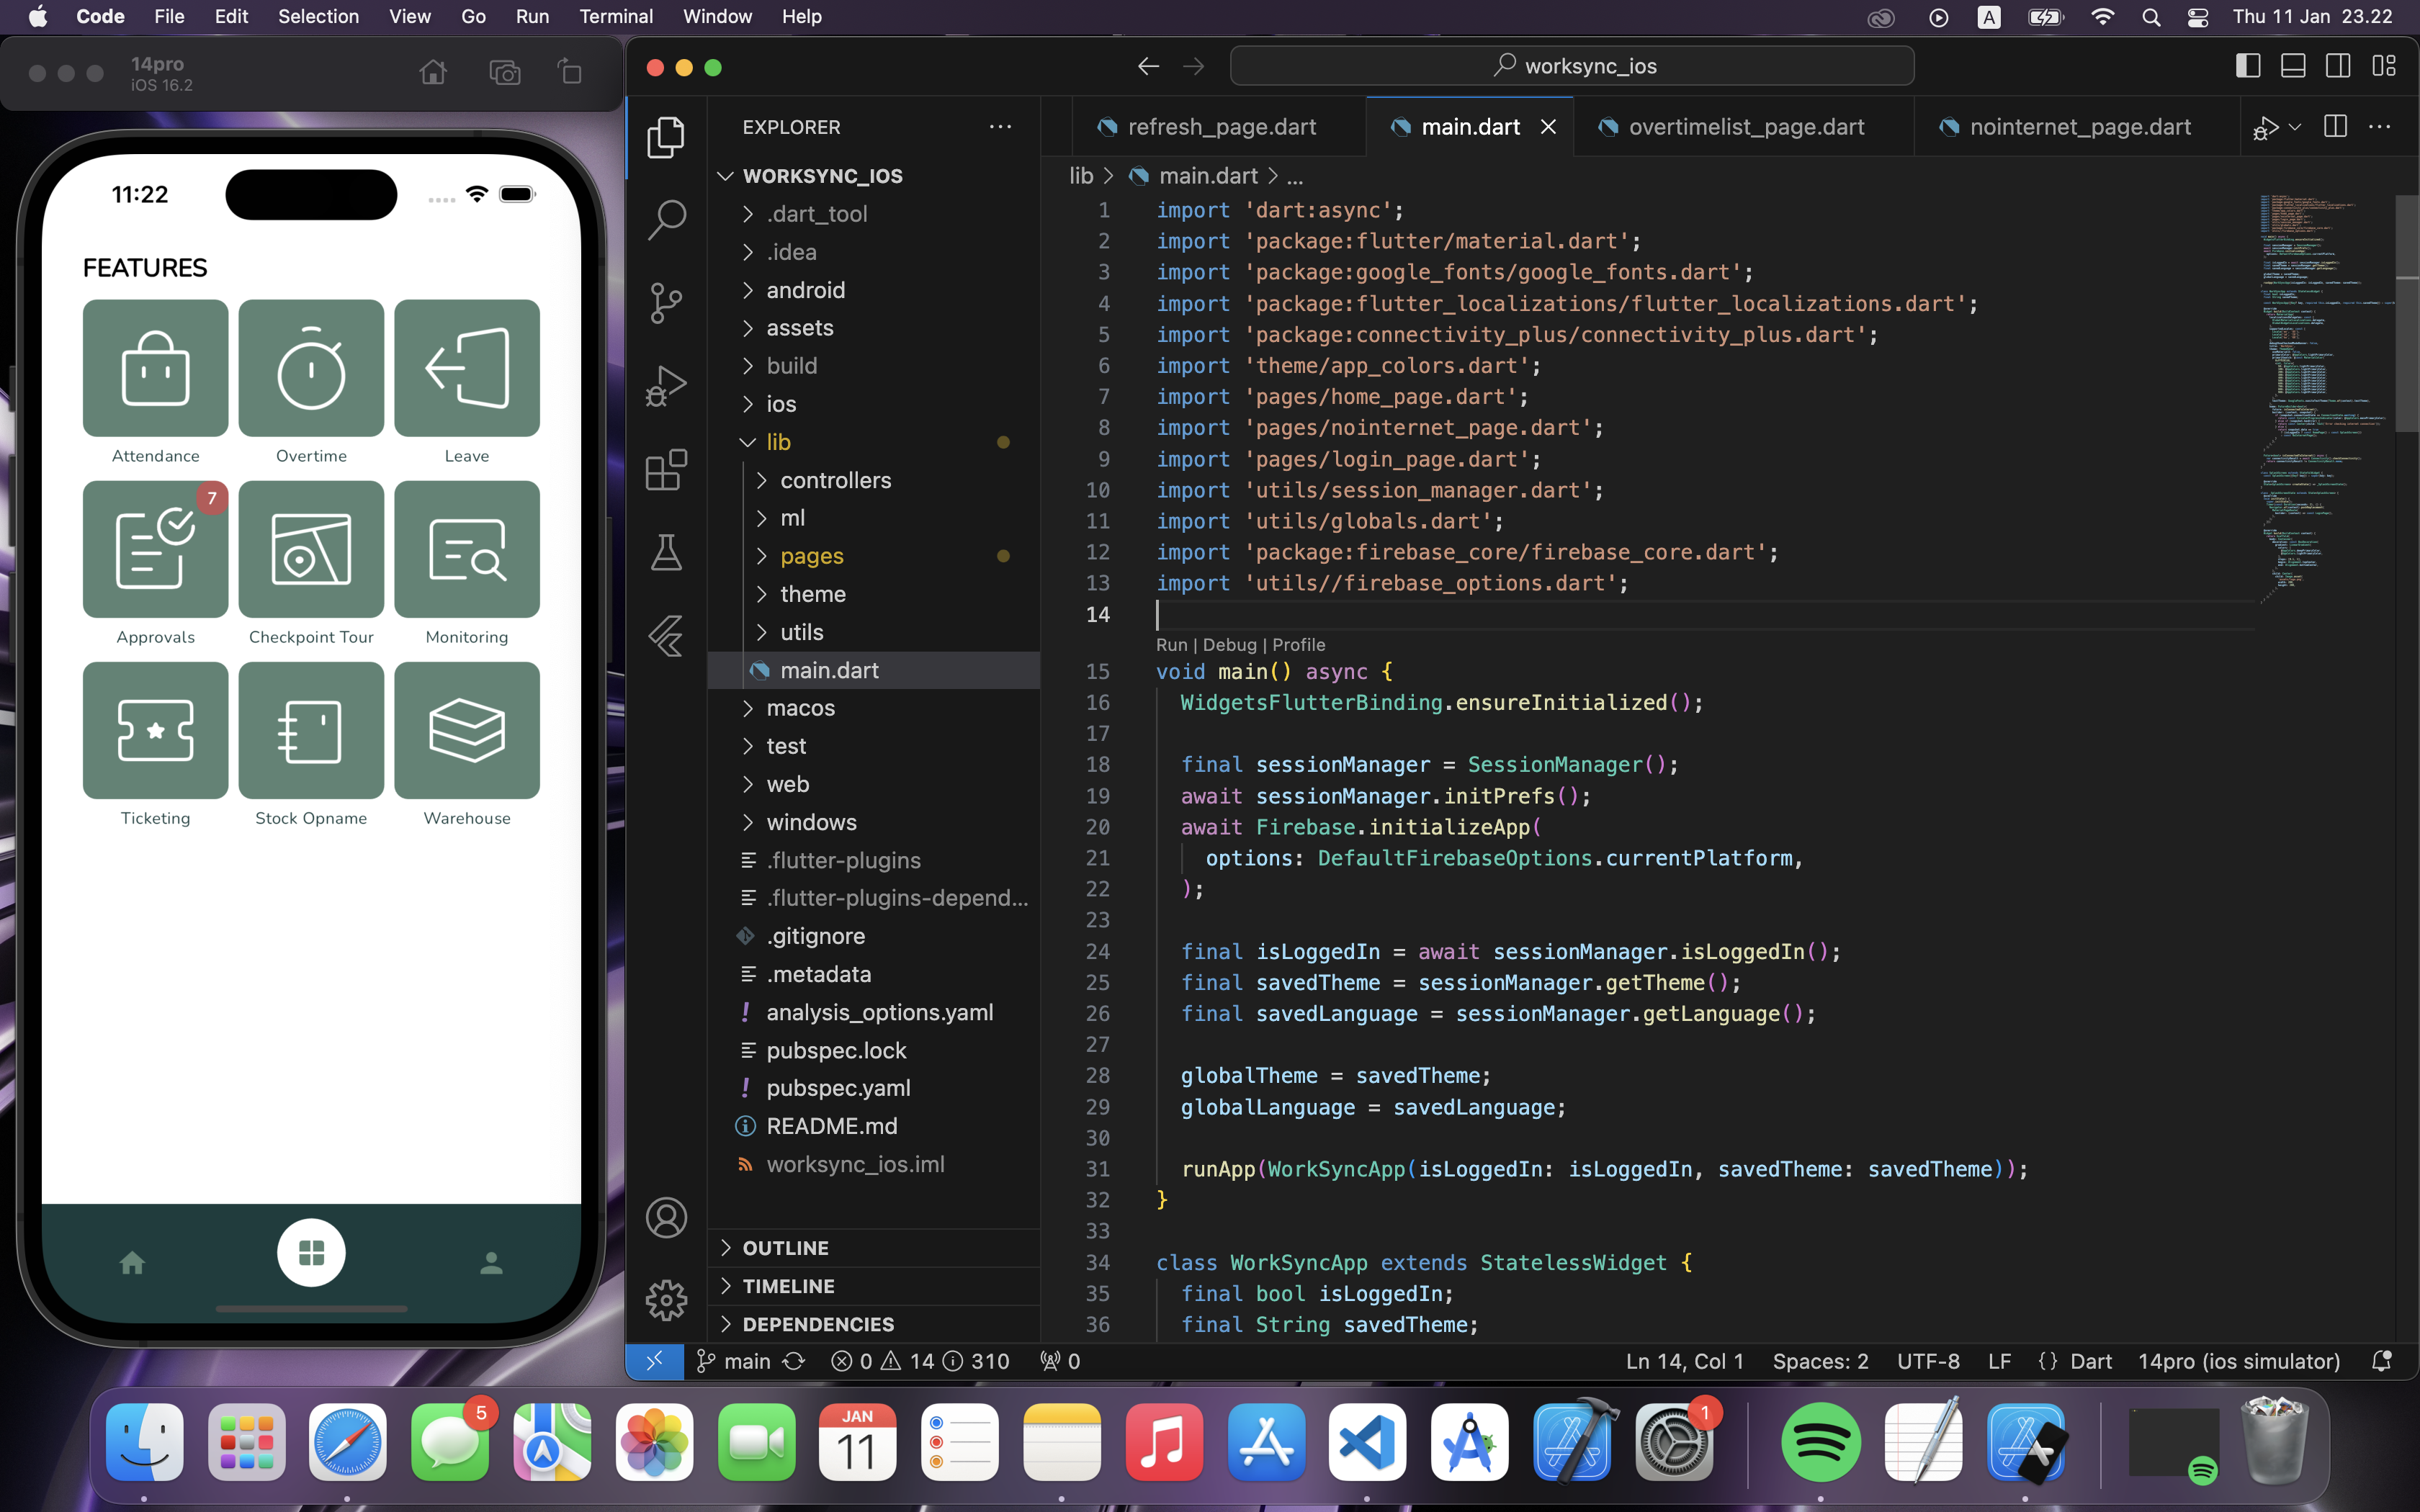 Code File Edit Selection View Go Run Terminal Window Help
A
Thu 11 Jan 23.22
14pro
iOS 16.2
11:22
FEATURES
Attendance
Overtime
Leave
7
Approvals
Checkpoint Tour
Monitoring
Ticketing
Stock Opname
Warehouse
worksync_ios
EXPLORER
WORKSYNC_IOS
.dart_tool
.idea
android
assets
build
ios
lib
controllers
ml
pages
theme
utils
main.dart
macos
test
web
windows
.flutter-plugins
.flutter-plugins-depend...
.gitignore
.metadata
analysis_options.yaml
pubspec.lock
pubspec.yaml
README.md
worksync_ios.iml
OUTLINE
TIMELINE
DEPENDENCIES
refresh_page.dart
main.dart
overtimelist_page.dart
nointernet_page.dart
lib > main.dart > ...
1 import 'dart:async';
2 import 'package:flutter/material.dart';
3 import 'package:google_fonts/google_fonts.dart';
4 import 'package:flutter_localizations/flutter_localizations.dart';
5 import 'package:connectivity_plus/connectivity_plus.dart';
6 import 'theme/app_colors.dart';
7 import 'pages/home_page.dart';
8 import 'pages/nointernet_page.dart';
9 import 'pages/login_page.dart';
10 import 'utils/session_manager.dart';
11 import 'utils/globals.dart';
12 import 'package:firebase_core/firebase_core.dart';
13 import 'utils//firebase_options.dart';
14
Run | Debug | Profile
15 void main() async {
16 WidgetsFlutterBinding.ensureInitialized();
17
18 final sessionManager = SessionManager();
19 await sessionManager.initPrefs();
20 await Firebase.initializeApp(
21 options: DefaultFirebaseOptions.currentPlatform,
22 );
23
24 final isLoggedIn = await sessionManager.isLoggedIn();
25 final savedTheme = sessionManager.getTheme();
26 final savedLanguage = sessionManager.getLanguage();
27
28 globalTheme = savedTheme;
29 globalLanguage = savedLanguage;
30
31 runApp(WorkSyncApp(isLoggedIn: isLoggedIn, savedTheme: savedTheme));
32 }
33
34 class WorkSyncApp extends StatelessWidget {
35 final bool isLoggedIn;
36 final String savedTheme;
main 0 14 310 0
Ln 14, Col 1 Spaces: 2 UTF-8 LF {} Dart 14pro (ios simulator)
5
JAN
11
1